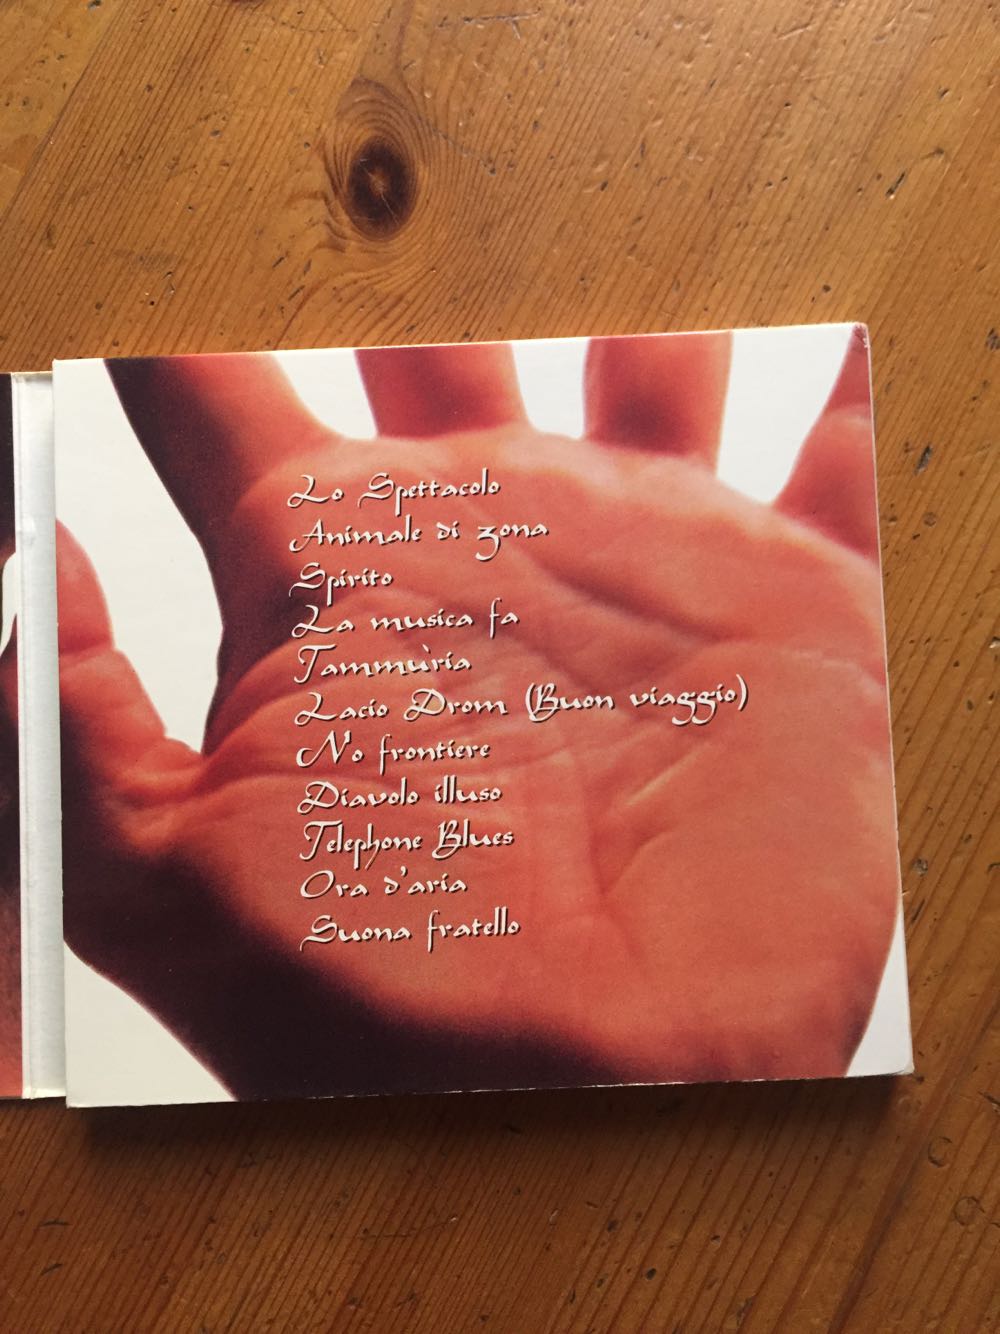 Lo Spettacolo
Animale di zona
Spirito
La musica fa
Tammùria
Lacio Drom (Buon viaggio)
No frontiere
Diavolo illuso
Telephone Blues
Ora d'aria
Suona fratello